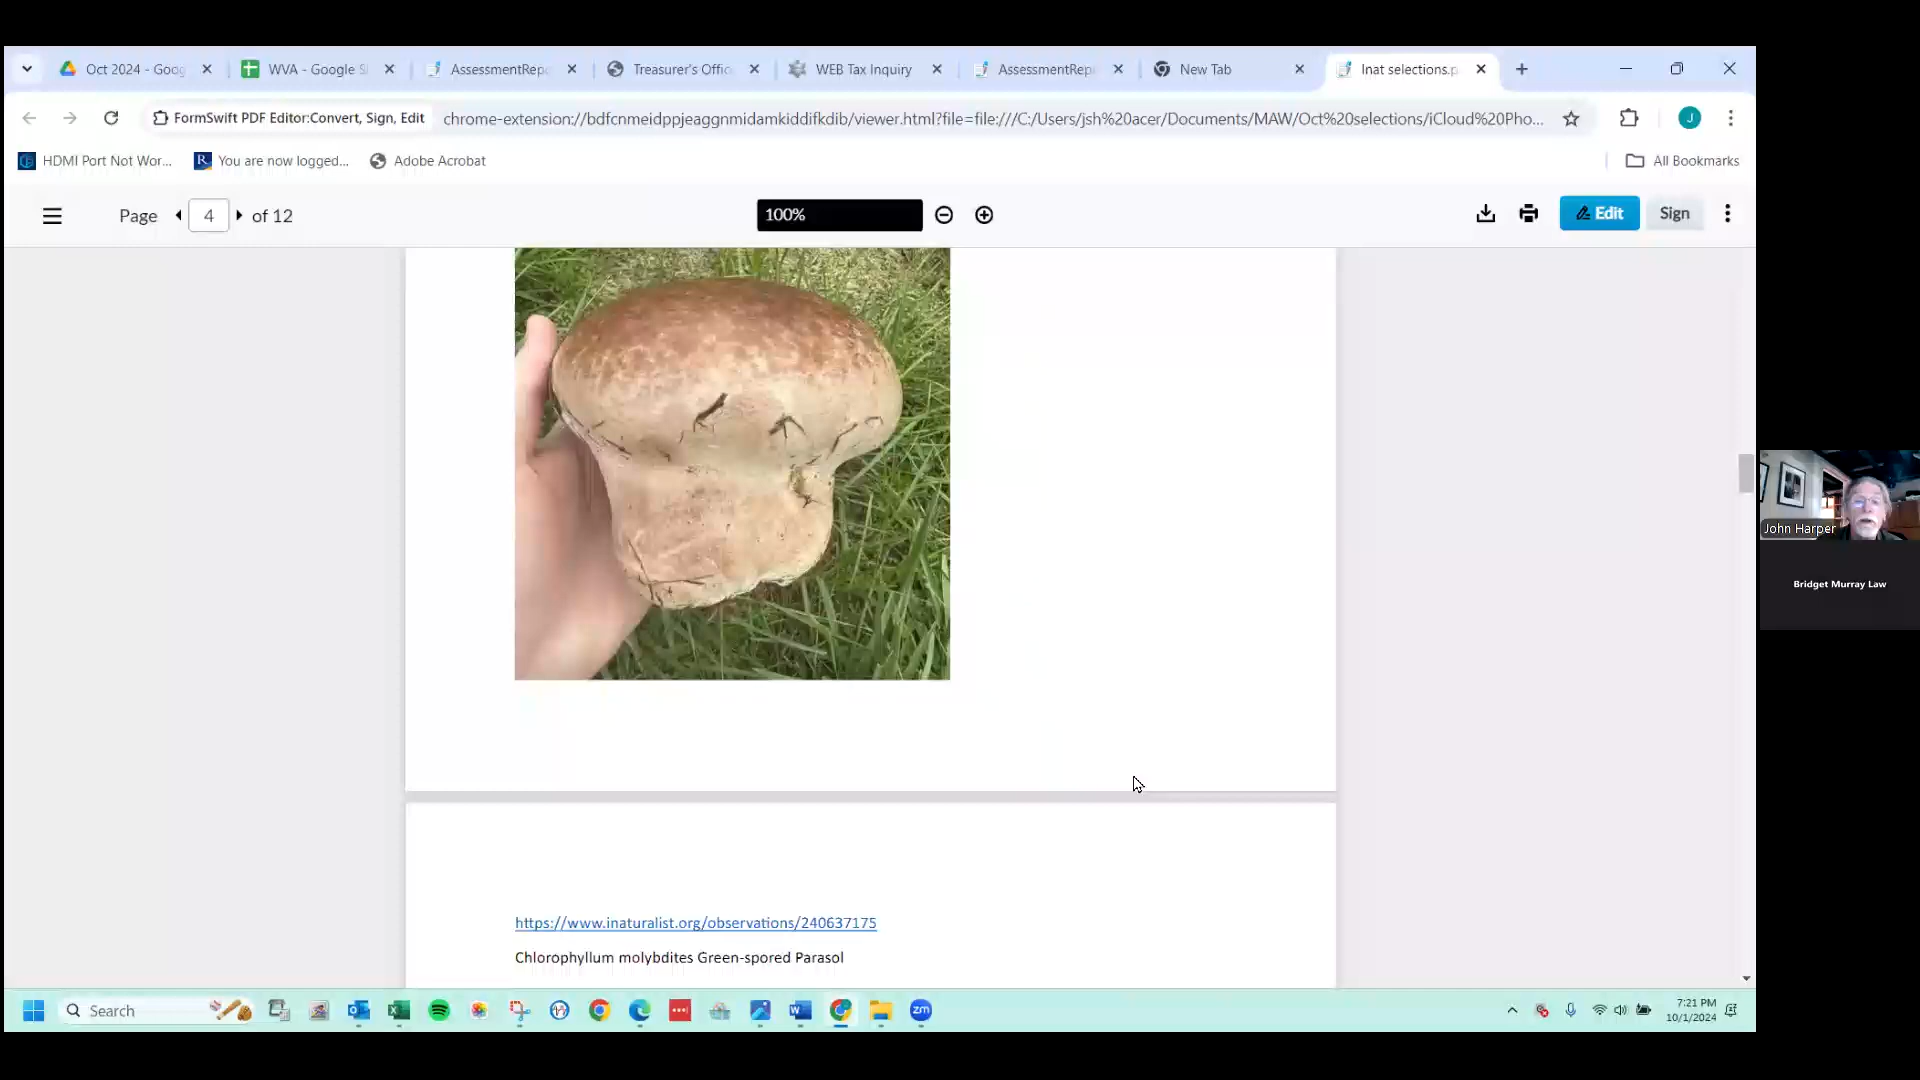 Oct 2024 - Goog
WVA - Google S
AssessmentRepo
Treasurer's Offic
WEB Tax Inquiry
AssessmentRepo
New Tab
Inat selections.p
FormSwift PDF Editor:Convert, Sign, Edit
chrome-extension://bdfcnmeidppjeaggnmidamkiddifkdib/viewer.html?file=file:///C:/Users/jsh%20acer/Documents/MAW/Oct%20selections/iCloud%20Pho...
J
HDMI Port Not Wor...
You are now logged...
Adobe Acrobat
All Bookmarks
Page 4 of 12
100%
Edit
Sign
John Harper
Bridget Murray Law
https://www.inaturalist.org/observations/240637175
Chlorophyllum molybdites Green-spored Parasol
Search
zm
7:21 PM
10/1/2024